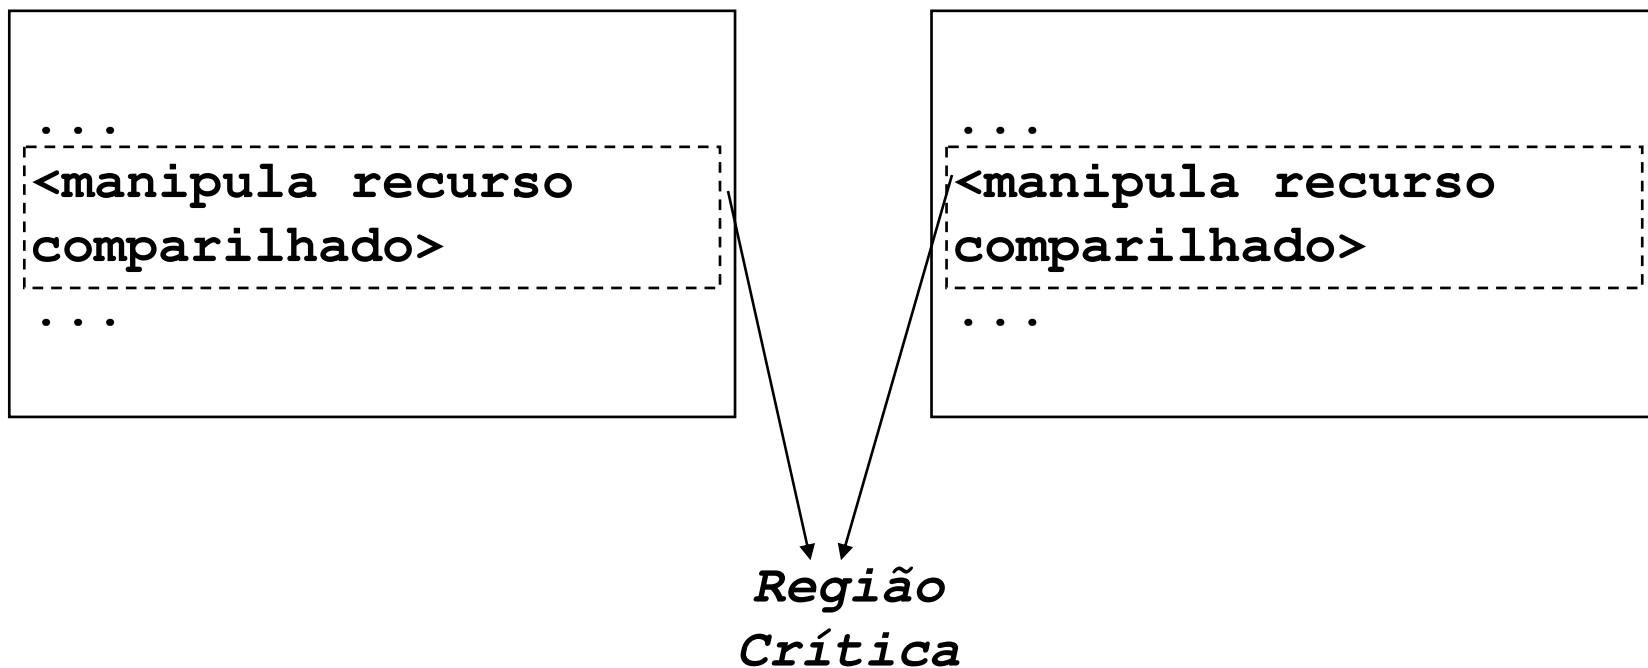 ...
<manipula recurso
comparilhado>
...
...
<manipula recurso
comparilhado>
...
Região
Crítica